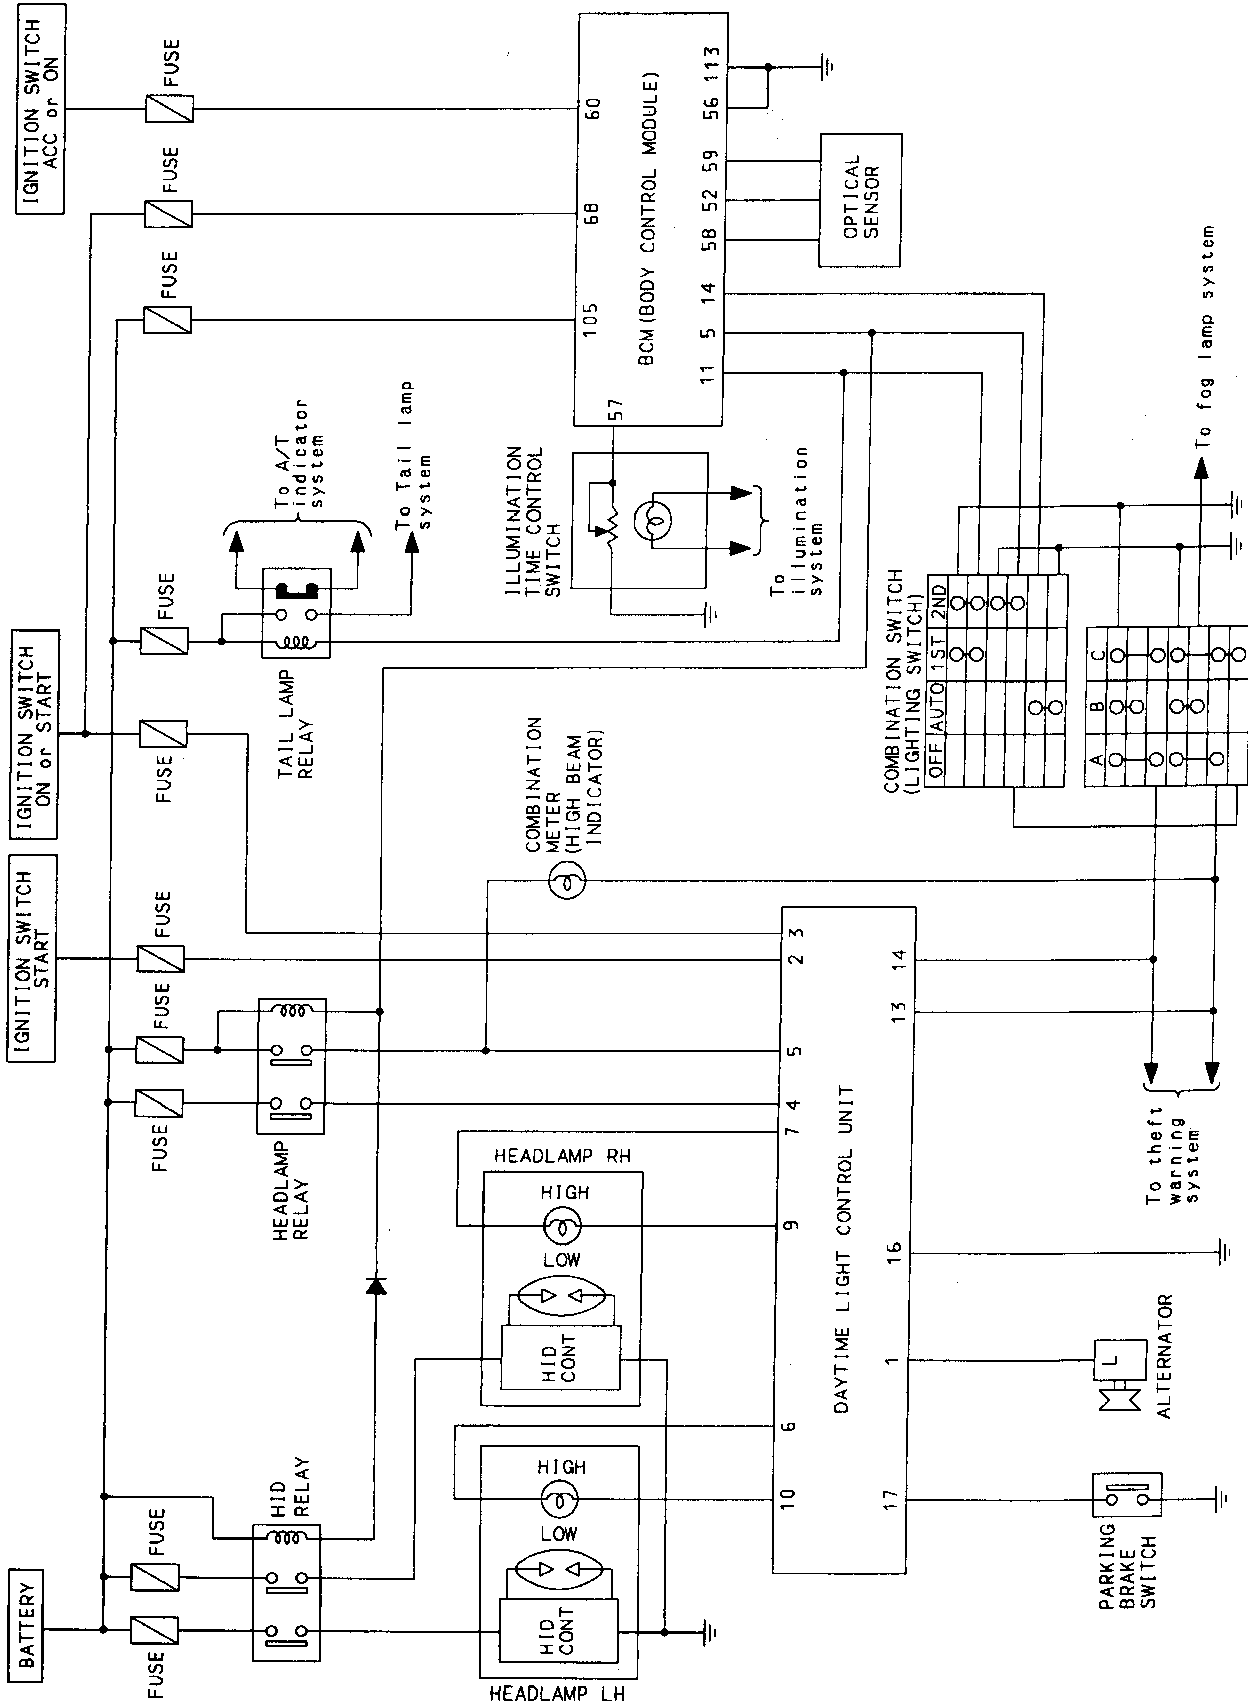 BATTERY
IGNITION SWITCH
START
IGNITION SWITCH
ON or START
IGNITION SWITCH
ACC or ON
FUSE
FUSE
FUSE
FUSE
FUSE
FUSE
FUSE
FUSE
FUSE
FUSE
HID
RELAY
HEADLAMP
RELAY
TAIL LAMP
RELAY
To A/T
indicator
system
To Tail lamp
system
ILLUMINATION
TIME CONTROL
SWITCH
To
illumination
system
COMBINATION
METER
(HIGH BEAM
INDICATOR)
HEADLAMP LH
HIGH
LOW
HID
CONT
HEADLAMP RH
HIGH
LOW
HID
CONT
57
105
68
60
BCM(BODY CONTROL MODULE)
11
5
14
58
52
59
56
113
OPTICAL
SENSOR
10
6
9
7
4
5
2
3
DAYTIME LIGHT CONTROL UNIT
17
1
16
13
14
COMBINATION SWITCH
(LIGHTING SWITCH)
OFF AUTO 1ST 2ND
A B C
To fog lamp system
To theft
warning
system
L
ALTERNATOR
PARKING
BRAKE
SWITCH